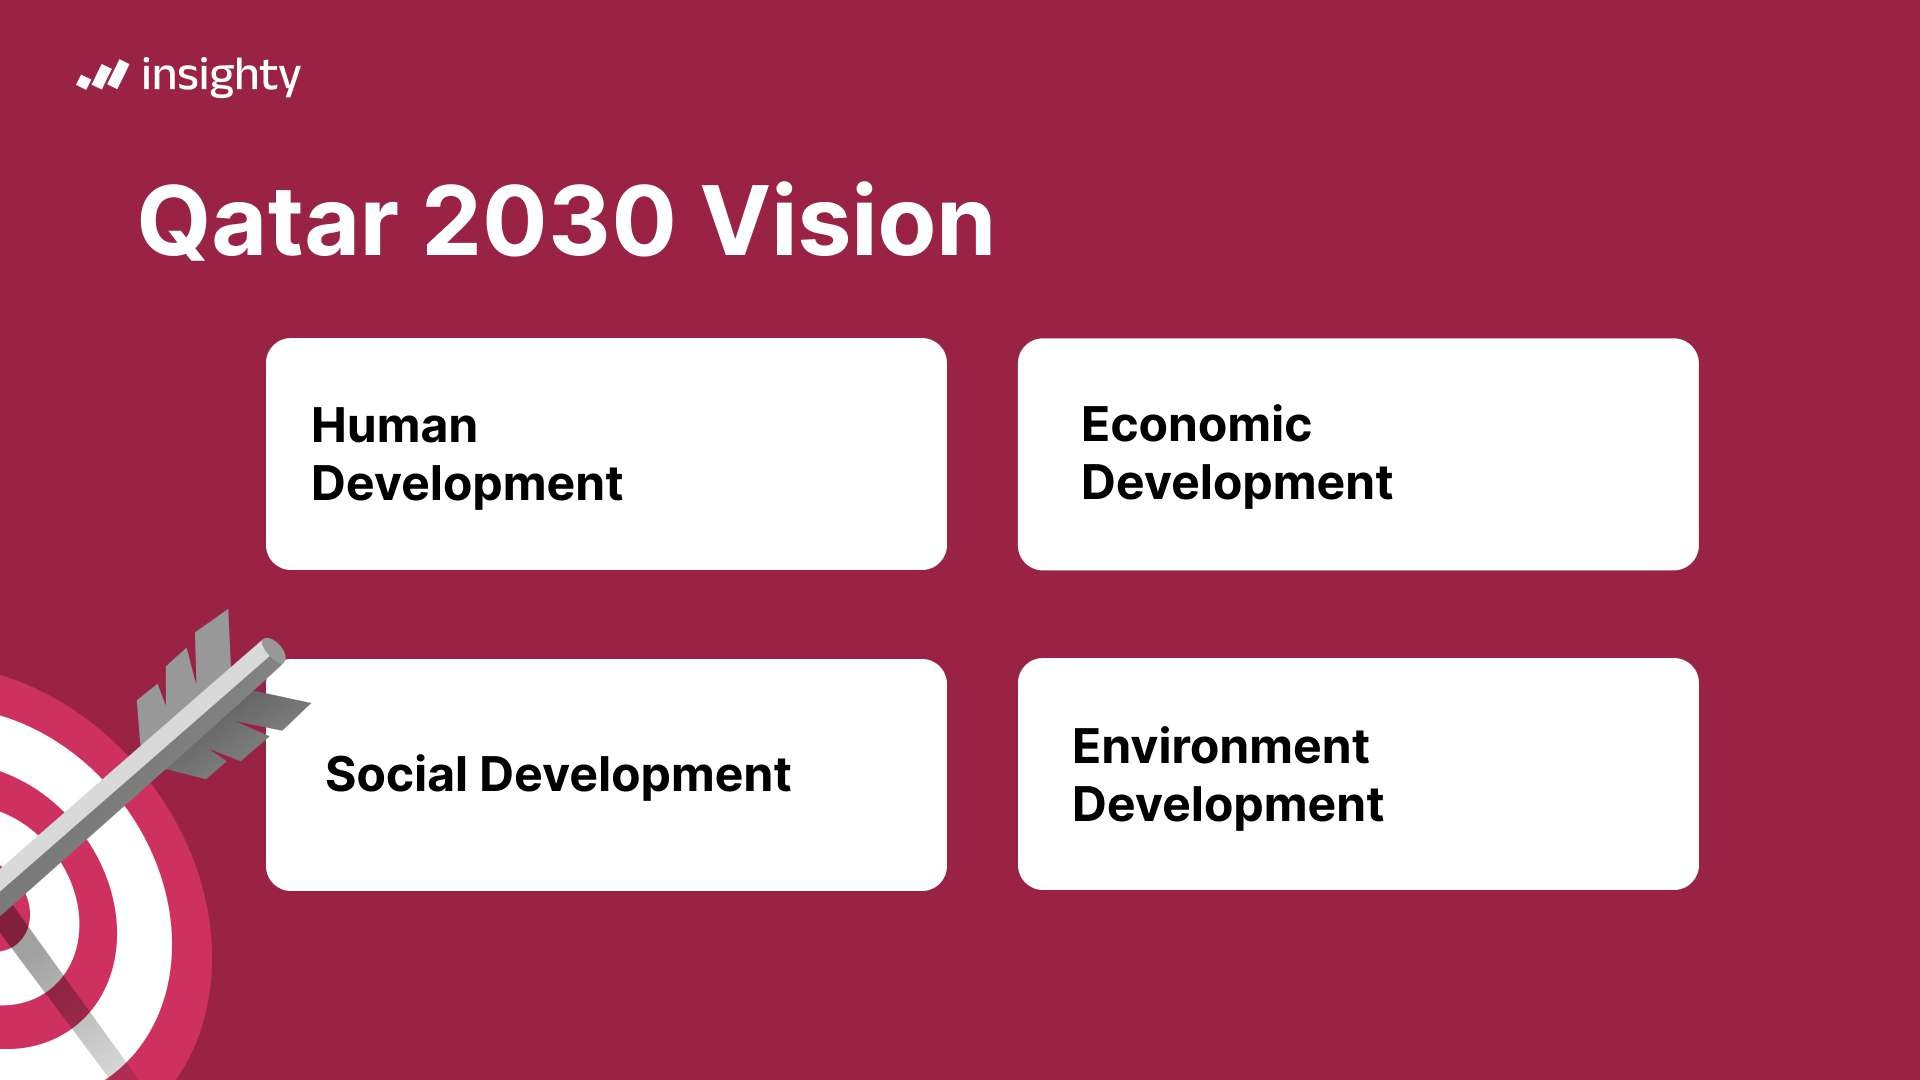 insighty
Qatar 2030 Vision
Human
Development
Economic
Development
Social Development
Environment
Development